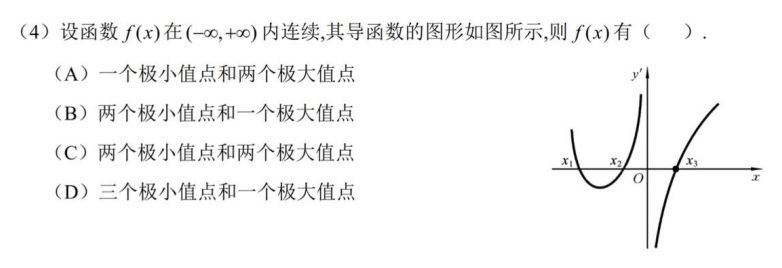 （4）设函数 f(x) 在 (−∞,+∞) 内连续,其导函数的图形如图所示,则 f(x) 有（    ）.
（A）一个极小值点和两个极大值点
（B）两个极小值点和一个极大值点
（C）两个极小值点和两个极大值点
（D）三个极小值点和一个极大值点
y′
x₁ x₂ x₃
O x